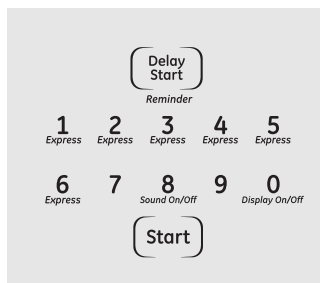 Delay
Start
Reminder
1 2 3 4 5
Express Express Express Express Express
6 7 8 9 0
Express Sound On/Off Display On/Off
Start